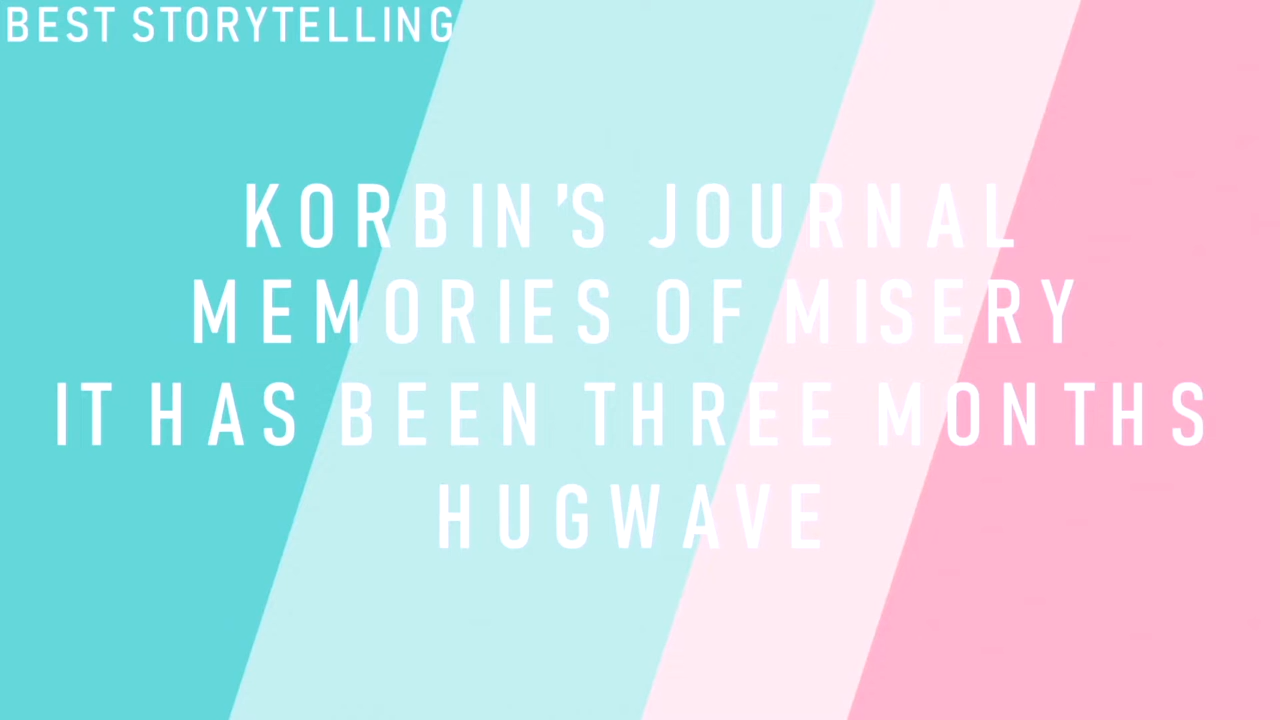 BEST STORYTELLING
KORBIN'S JOURNAL
MEMORIES OF MISERY
IT HAS BEEN THREE MONTHS
HUGWAVE